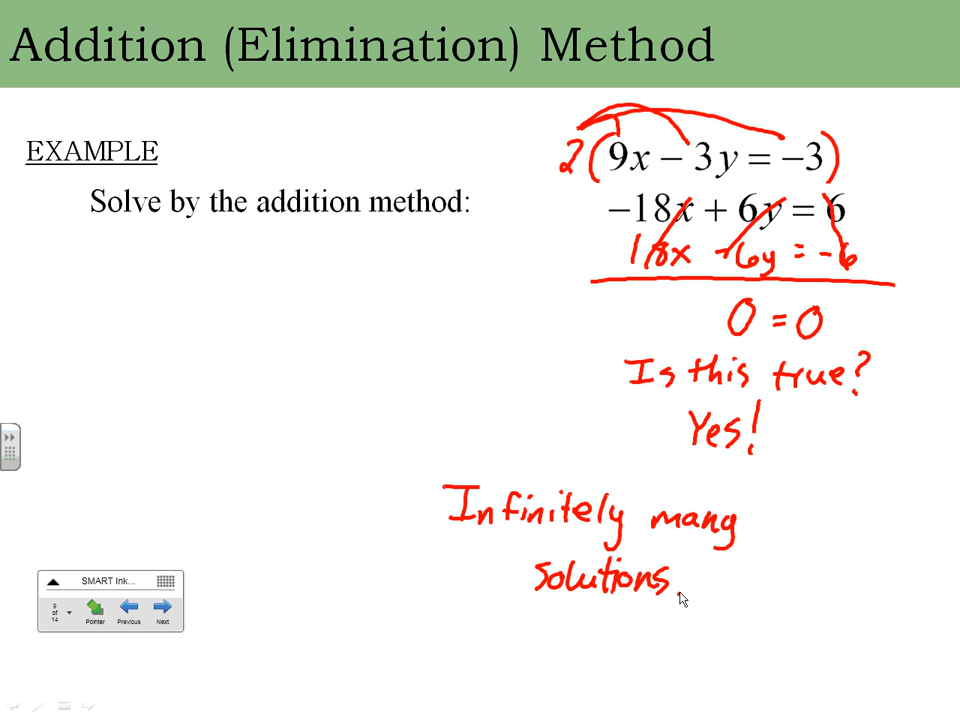 Addition (Elimination) Method
EXAMPLE
Solve by the addition method:
2(9x − 3y = −3)
−18x + 6y = 6
18x - 6y = -6
0 = 0
Is this true?
Yes!
Infinitely many
solutions.
SMART Ink...
9
of
14
Pointer Previous Next